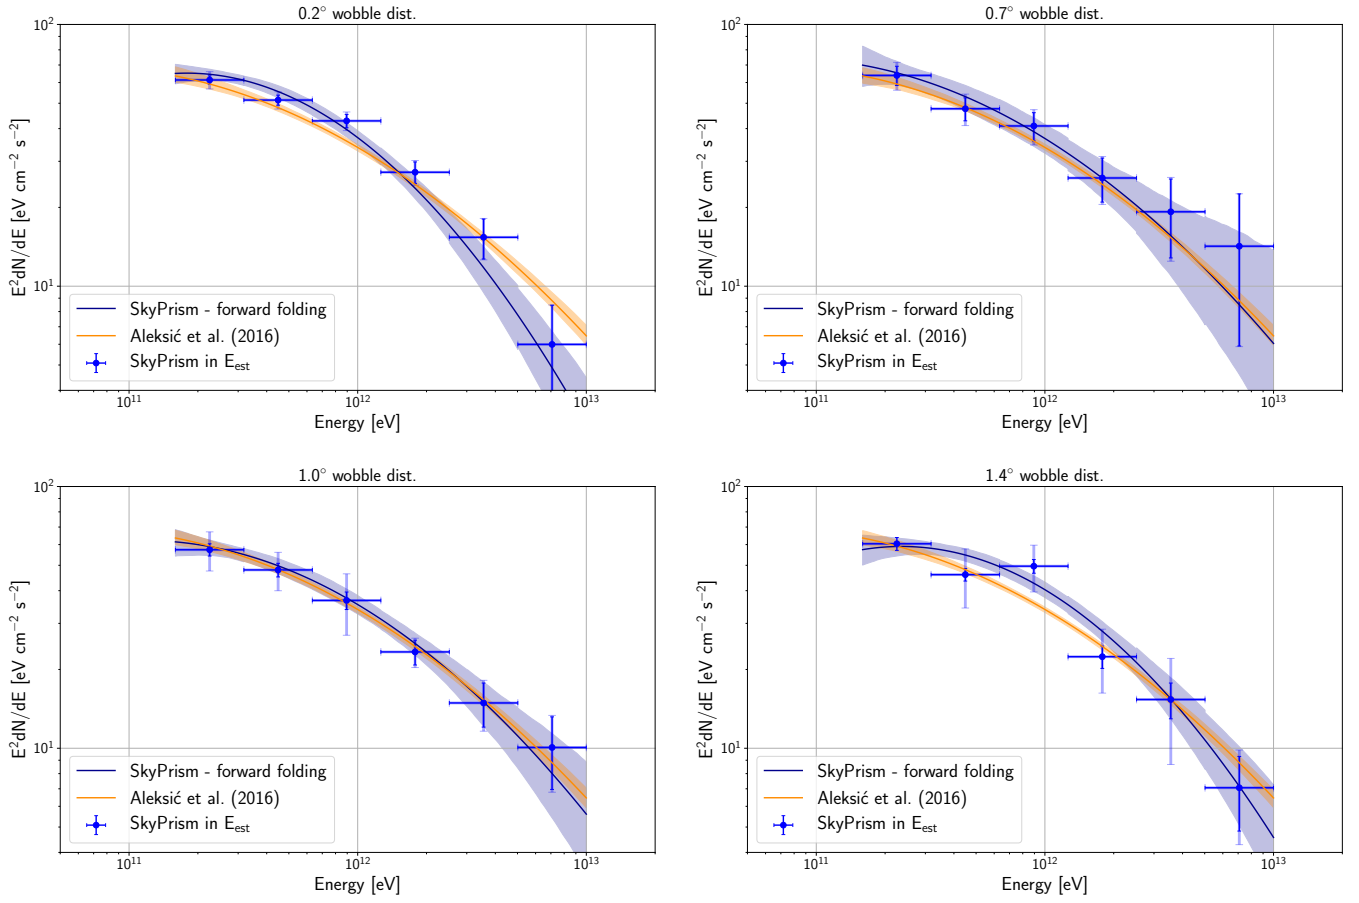 0.2° wobble dist.
10²
10¹
E²dN/dE [eV cm⁻² s⁻²]
SkyPrism - forward folding
Aleksić et al. (2016)
SkyPrism in E_est
10¹¹ 10¹² 10¹³
Energy [eV]
0.7° wobble dist.
10²
10¹
E²dN/dE [eV cm⁻² s⁻²]
SkyPrism - forward folding
Aleksić et al. (2016)
SkyPrism in E_est
10¹¹ 10¹² 10¹³
Energy [eV]
1.0° wobble dist.
10²
10¹
E²dN/dE [eV cm⁻² s⁻²]
SkyPrism - forward folding
Aleksić et al. (2016)
SkyPrism in E_est
10¹¹ 10¹² 10¹³
Energy [eV]
1.4° wobble dist.
10²
10¹
E²dN/dE [eV cm⁻² s⁻²]
SkyPrism - forward folding
Aleksić et al. (2016)
SkyPrism in E_est
10¹¹ 10¹² 10¹³
Energy [eV]